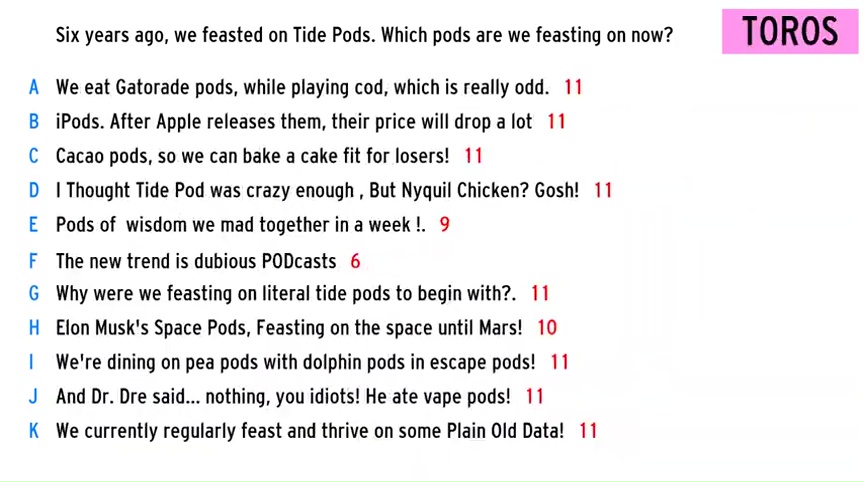 Six years ago, we feasted on Tide Pods. Which pods are we feasting on now?
TOROS
A We eat Gatorade pods, while playing cod, which is really odd. 11
B iPods. After Apple releases them, their price will drop a lot 11
C Cacao pods, so we can bake a cake fit for losers! 11
D I Thought Tide Pod was crazy enough , But Nyquil Chicken? Gosh! 11
E Pods of wisdom we mad together in a week !. 9
F The new trend is dubious PODcasts 6
G Why were we feasting on literal tide pods to begin with?. 11
H Elon Musk's Space Pods, Feasting on the space until Mars! 10
I We're dining on pea pods with dolphin pods in escape pods! 11
J And Dr. Dre said... nothing, you idiots! He ate vape pods! 11
K We currently regularly feast and thrive on some Plain Old Data! 11